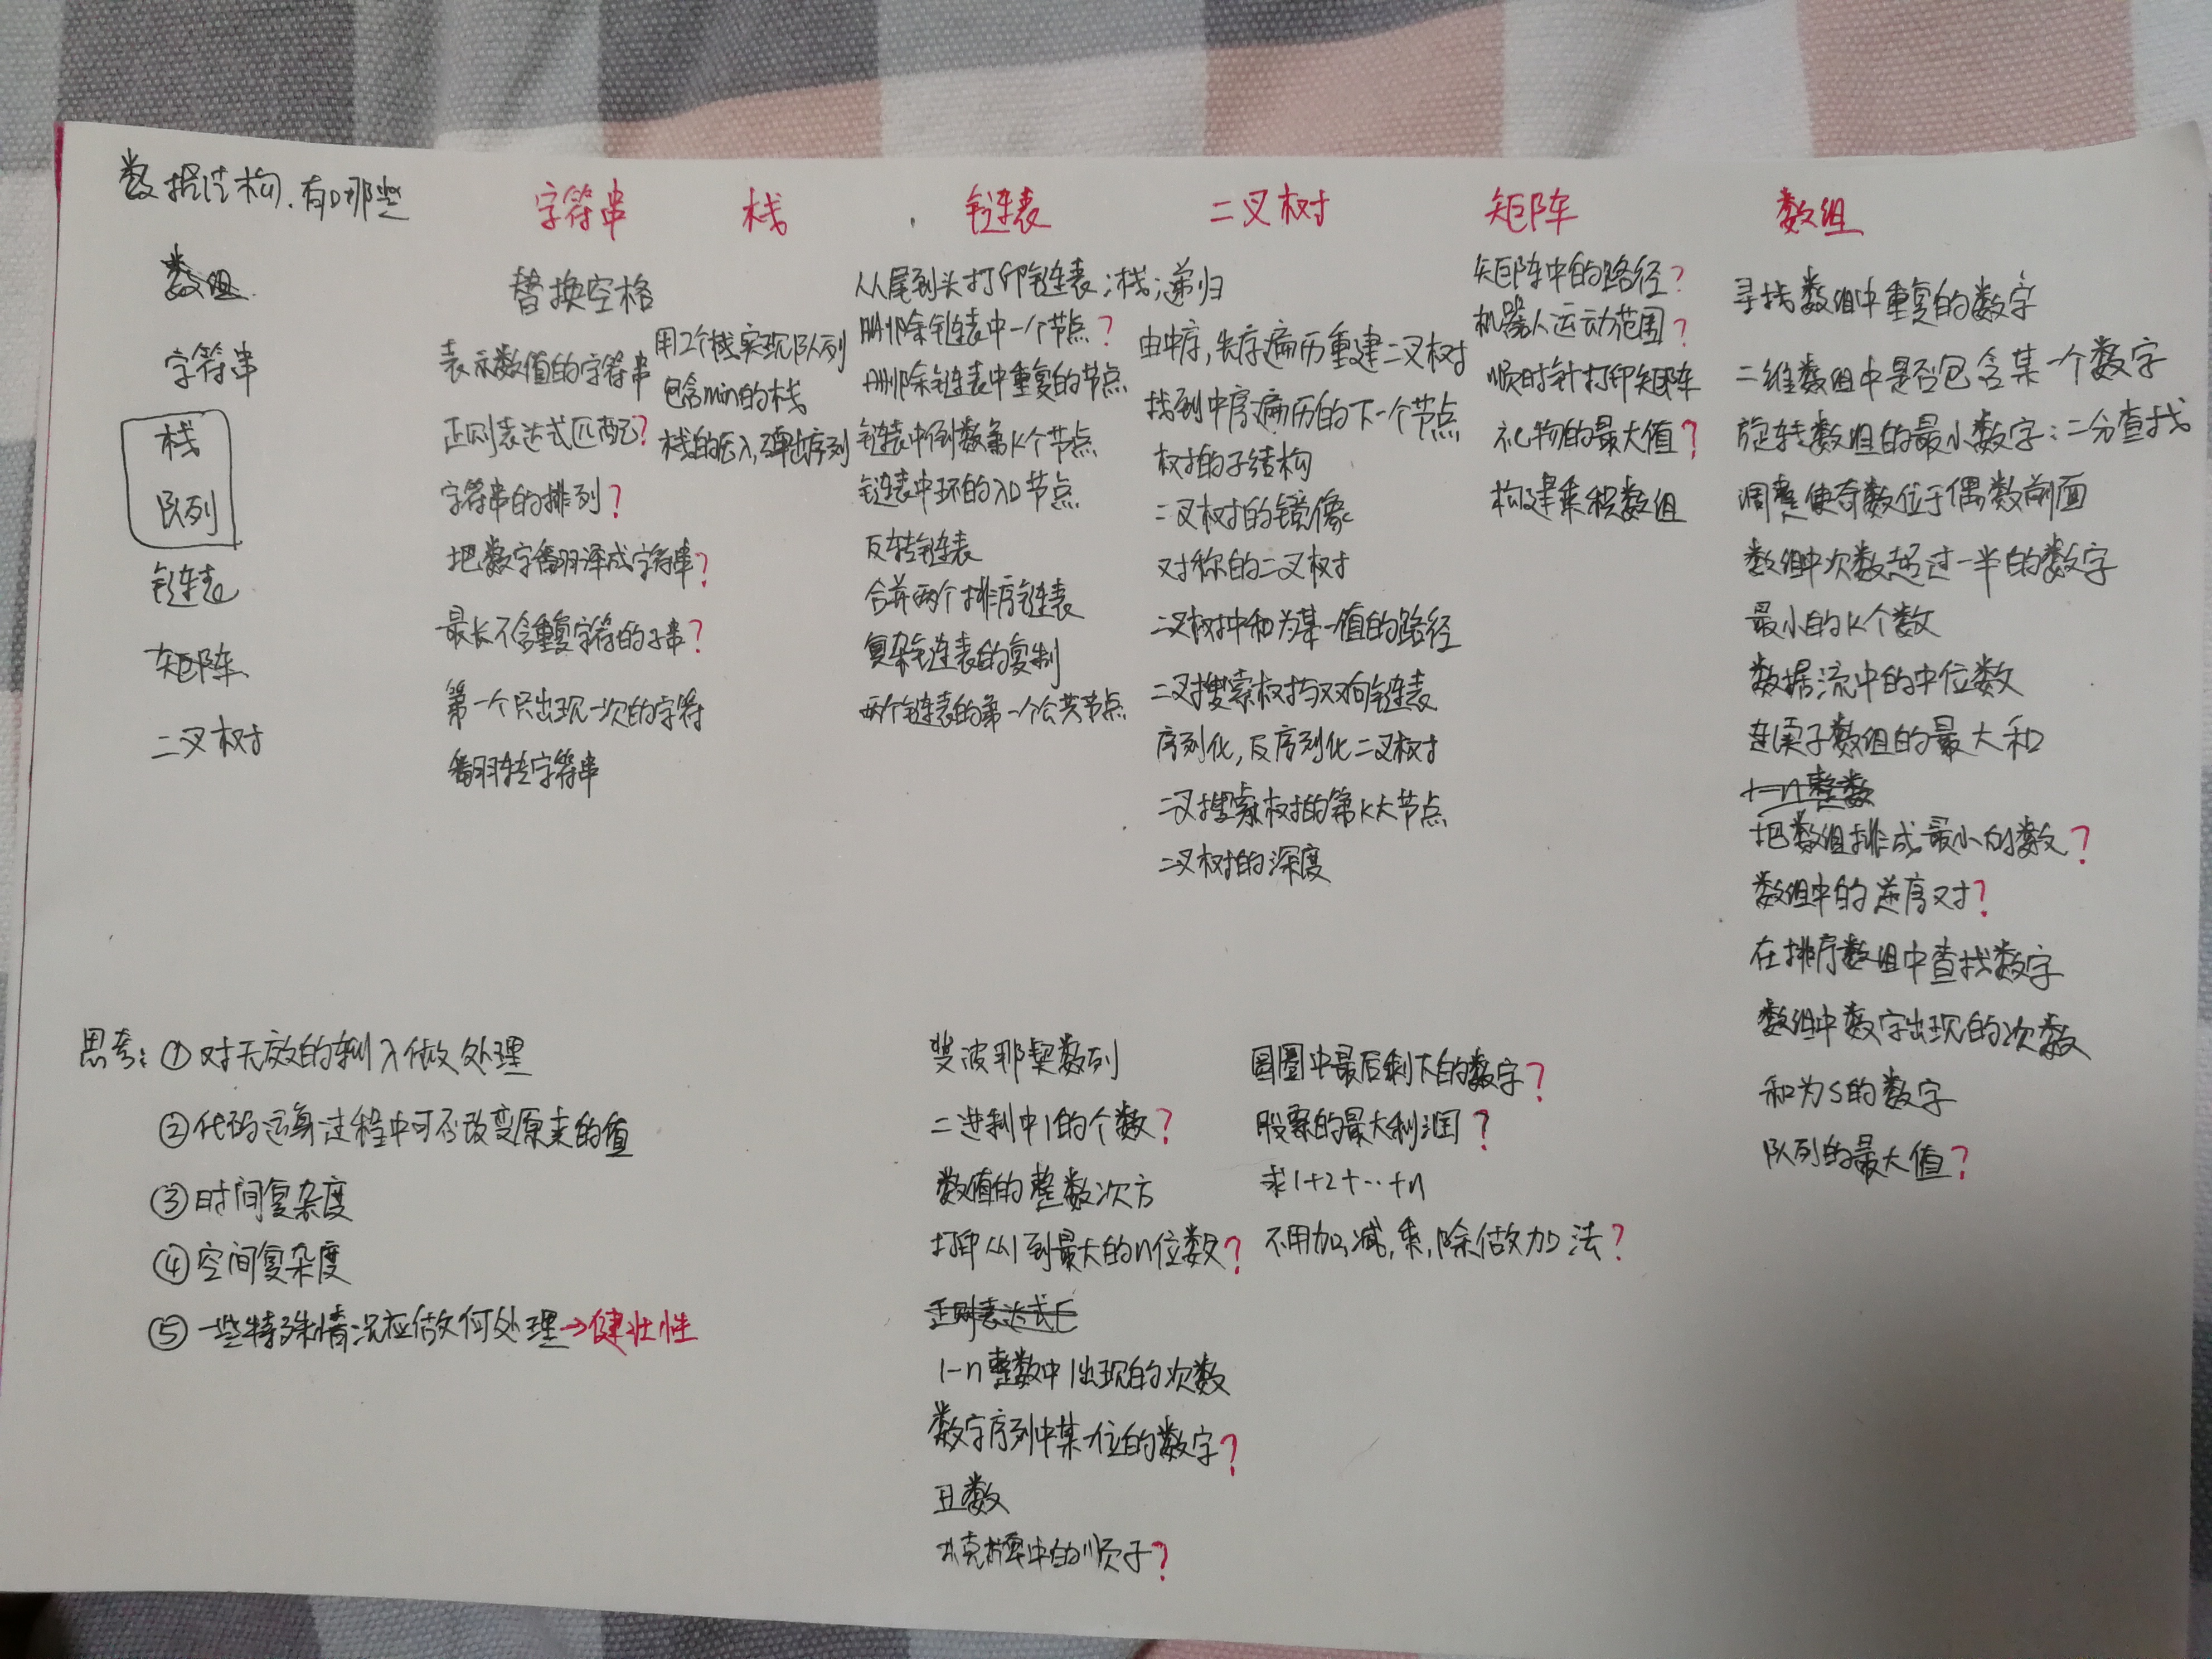 数据结构.有哪些
数组
字符串
栈
队列
链表
矩阵
二叉树
字符串
替换空格
表示数值的字符串
正则表达式匹配?
字符串的排列?
把数字翻译成字符串?
最长不含重复字符的子串?
第一个只出现一次的字符
翻转字符串
栈
用2个栈实现队列
包含min的栈
栈的压入,弹出序列
链表
从尾到头打印链表;栈;递归
删除链表中一个节点?
删除链表中重复的节点
链表中倒数第K个节点
链表中环的入口节点
反转链表
合并两个排序链表
复杂链表的复制
两个链表的第一个公共节点
二叉树
由中序,先序遍历重建二叉树
找到中序遍历的下一个节点
树的子结构
二叉树的镜像
对称的二叉树
二叉树中和为某一值的路径
二叉搜索树与双向链表
序列化,反序列化二叉树
二叉搜索树的第K大节点
二叉树的深度
矩阵
矩阵中的路径?
机器人运动范围?
顺时针打印矩阵
礼物的最大值?
构建乘积数组
数组
寻找数组中重复的数字
二维数组中是否包含某一个数字
旋转数组的最小数字:二分查找
调整使奇数位于偶数前面
数组中次数超过一半的数字
最小的K个数
数据流中的中位数
连续子数组的最大和
1-n整数
把数组排成最小的数?
数组中的逆序对?
在排序数组中查找数字
数组中数字出现的次数
和为S的数字
队列的最大值?
思考:①对无效的输入做处理
②代码运算过程中可否改变原来的值
③时间复杂度
④空间复杂度
⑤一些特殊情况应做何处理→健壮性
斐波那契数列
二进制中1的个数?
数值的整数次方
打印从1到最大的n位数?
正则表达式
1-n整数中1出现的次数
数字序列中某一位的数字?
丑数
扑克牌中的顺子?
圆圈中最后剩下的数字?
股票的最大利润?
求1+2+…+n
不用加,减,乘,除做加法?